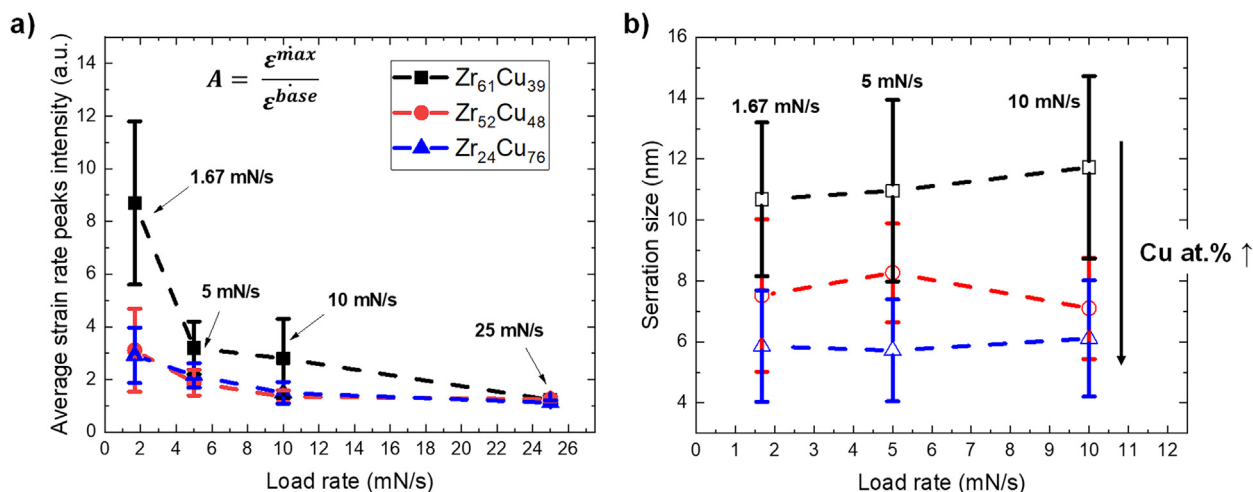 a)
Average strain rate peaks intensity (a.u.)
14
12
10
8
6
4
2
0
A = ε̇^max / ε̇^base
Zr₆₁Cu₃₉
Zr₅₂Cu₄₈
Zr₂₄Cu₇₆
1.67 mN/s
5 mN/s
10 mN/s
25 mN/s
0 2 4 6 8 10 12 14 16 18 20 22 24 26
Load rate (mN/s)
b)
Serration size (nm)
16
14
12
10
8
6
4
1.67 mN/s
5 mN/s
10 mN/s
Cu at.% ↑
0 1 2 3 4 5 6 7 8 9 10 11 12
Load rate (mN/s)